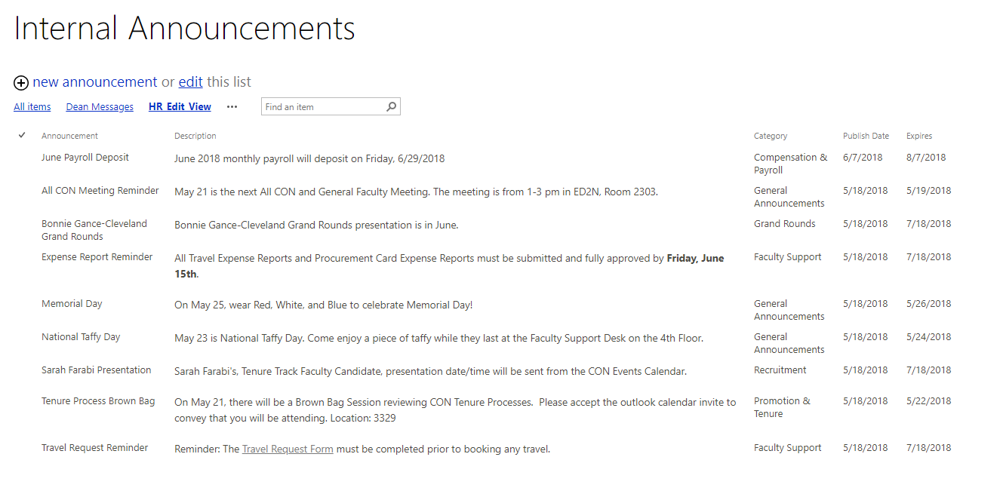 Internal Announcements
new announcement or edit this list
All items Dean Messages HR Edit View ··· Find an item
Announcement Description Category Publish Date Expires
June Payroll Deposit June 2018 monthly payroll will deposit on Friday, 6/29/2018 Compensation & 6/7/2018 8/7/2018
Payroll
All CON Meeting Reminder May 21 is the next All CON and General Faculty Meeting. The meeting is from 1-3 pm in ED2N, Room 2303. General 5/18/2018 5/19/2018
Announcements
Bonnie Gance-Cleveland Bonnie Gance-Cleveland Grand Rounds presentation is in June. Grand Rounds 5/18/2018 7/18/2018
Grand Rounds
Expense Report Reminder All Travel Expense Reports and Procurement Card Expense Reports must be submitted and fully approved by Friday, June Faculty Support 5/18/2018 7/18/2018
15th.
Memorial Day On May 25, wear Red, White, and Blue to celebrate Memorial Day! General 5/18/2018 5/26/2018
Announcements
National Taffy Day May 23 is National Taffy Day. Come enjoy a piece of taffy while they last at the Faculty Support Desk on the 4th Floor. General 5/18/2018 5/24/2018
Announcements
Sarah Farabi Presentation Sarah Farabi's, Tenure Track Faculty Candidate, presentation date/time will be sent from the CON Events Calendar. Recruitment 5/18/2018 7/18/2018
Tenure Process Brown Bag On May 21, there will be a Brown Bag Session reviewing CON Tenure Processes.  Please accept the outlook calendar invite to Promotion & 5/18/2018 5/22/2018
convey that you will be attending. Location: 3329 Tenure
Travel Request Reminder Reminder: The Travel Request Form must be completed prior to booking any travel. Faculty Support 5/18/2018 7/18/2018